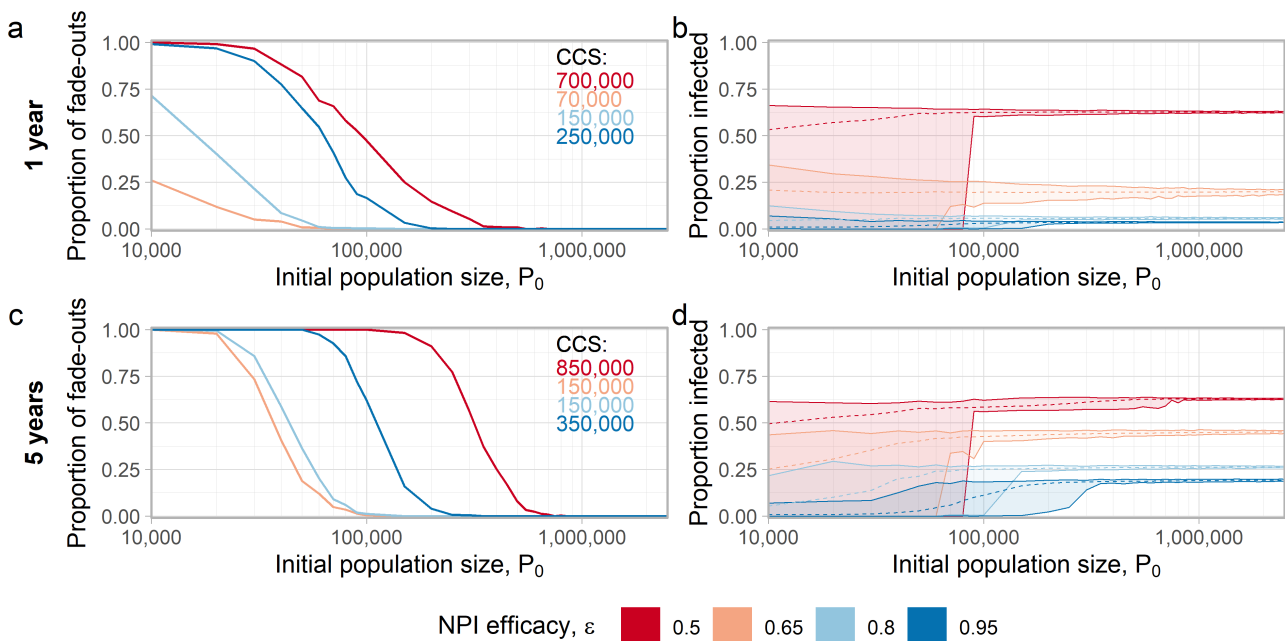 a
1 year
Proportion of fade-outs
1.00
0.75
0.50
0.25
0.00
CCS:
700,000
70,000
150,000
250,000
10,000
100,000
1,000,000
Initial population size, P0
b
Proportion infected
1.00
0.75
0.50
0.25
0.00
10,000
100,000
1,000,000
Initial population size, P0
c
5 years
Proportion of fade-outs
1.00
0.75
0.50
0.25
0.00
CCS:
850,000
150,000
150,000
350,000
10,000
100,000
1,000,000
Initial population size, P0
d
Proportion infected
1.00
0.75
0.50
0.25
0.00
10,000
100,000
1,000,000
Initial population size, P0
NPI efficacy, ε 0.5 0.65 0.8 0.95